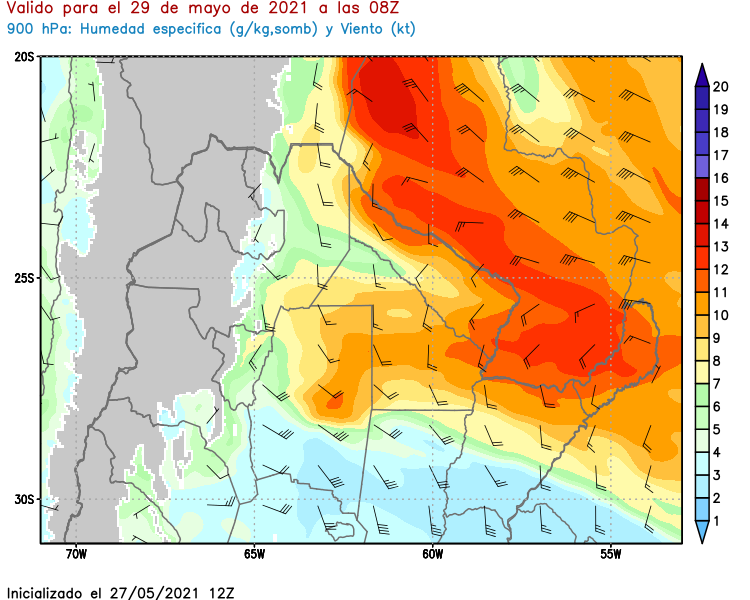 Valido para el 29 de mayo de 2021 a las 08Z
900 hPa: Humedad especifica (g/kg,somb) y Viento (kt)
20S
25S
30S
70W
65W
60W
55W
20
19
18
17
16
15
14
13
12
11
10
9
8
7
6
5
4
3
2
1
Inicializado el 27/05/2021 12Z